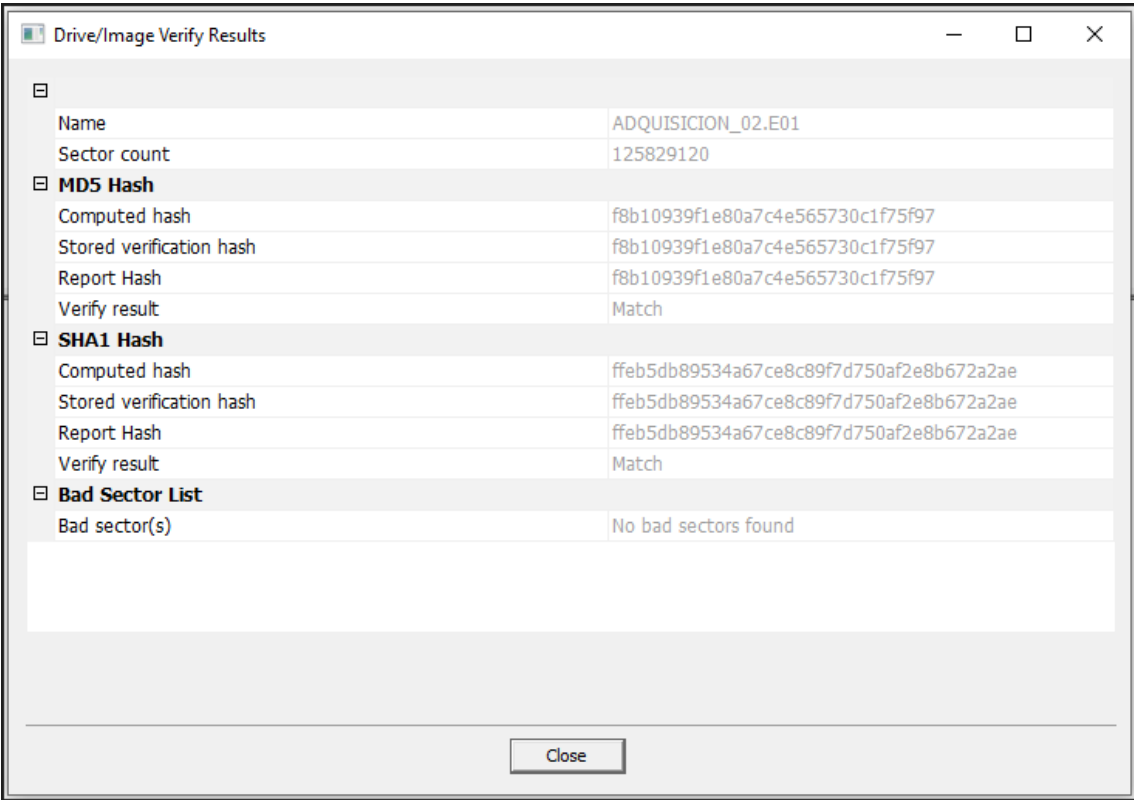 Drive/Image Verify Results
Name ADQUISICION_02.E01
Sector count 125829120
MD5 Hash
Computed hash f8b10939f1e80a7c4e565730c1f75f97
Stored verification hash f8b10939f1e80a7c4e565730c1f75f97
Report Hash f8b10939f1e80a7c4e565730c1f75f97
Verify result Match
SHA1 Hash
Computed hash ffeb5db89534a67ce8c89f7d750af2e8b672a2ae
Stored verification hash ffeb5db89534a67ce8c89f7d750af2e8b672a2ae
Report Hash ffeb5db89534a67ce8c89f7d750af2e8b672a2ae
Verify result Match
Bad Sector List
Bad sector(s) No bad sectors found
Close